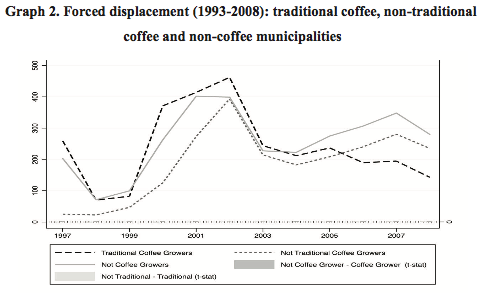 Graph 2. Forced displacement (1993-2008): traditional coffee, non-traditional
coffee and non-coffee municipalities
500
400
300
200
100
0
0
1997 1999 2001 2003 2005 2007
Traditional Coffee Growers
Not Traditional Coffee Growers
Not Coffee Growers
Not Coffee Grower - Coffee Grower (t-stat)
Not Traditional - Traditional (t-stat)